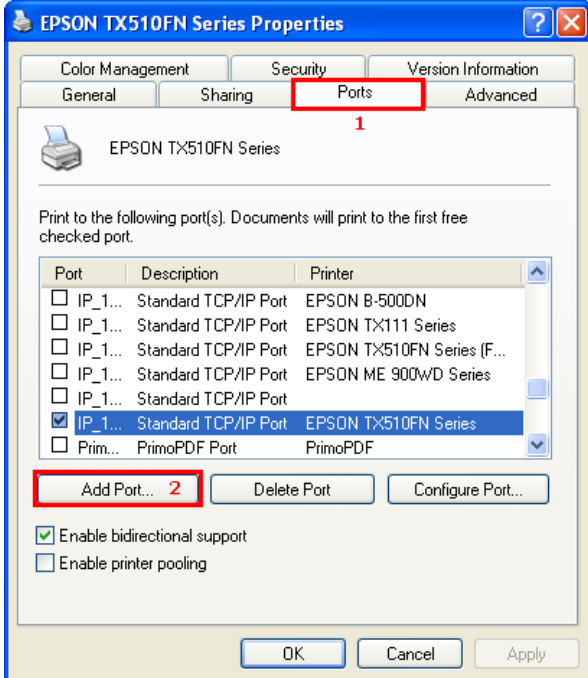 EPSON TX510FN Series Properties
Color Management Security Version Information
General Sharing Ports Advanced
1
EPSON TX510FN Series
Print to the following port(s). Documents will print to the first free
checked port.
Port Description Printer
IP_1... Standard TCP/IP Port EPSON B-500DN
IP_1... Standard TCP/IP Port EPSON TX111 Series
IP_1... Standard TCP/IP Port EPSON TX510FN Series (F...
IP_1... Standard TCP/IP Port EPSON ME 900WD Series
IP_1... Standard TCP/IP Port
IP_1... Standard TCP/IP Port EPSON TX510FN Series
Prim... PrimoPDF Port PrimoPDF
Add Port... 2 Delete Port Configure Port...
Enable bidirectional support
Enable printer pooling
OK Cancel Apply